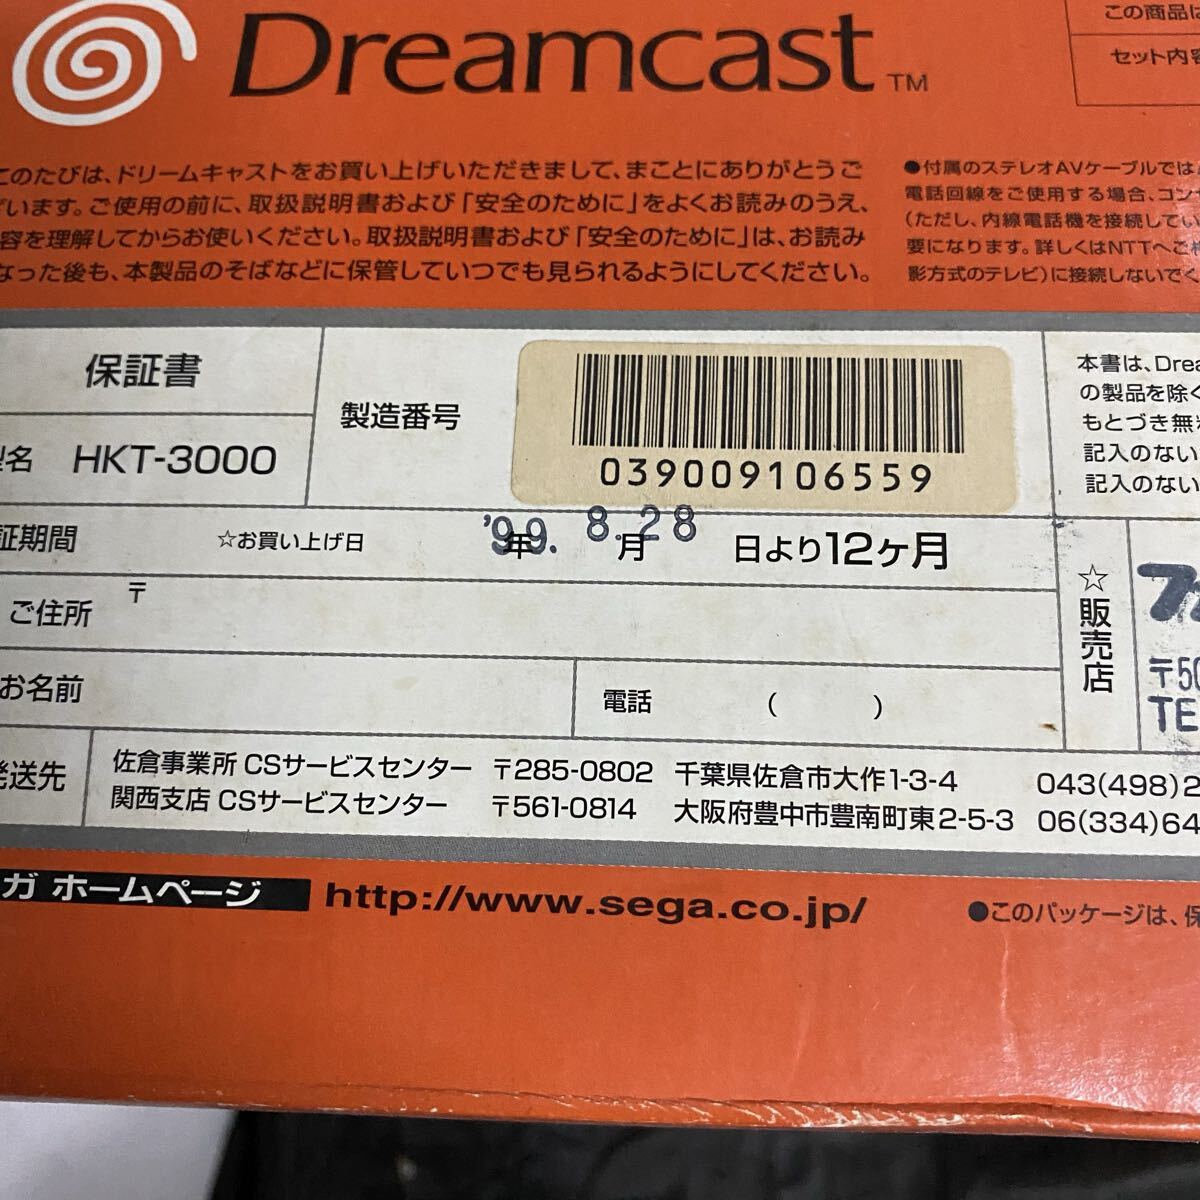 Dreamcast TM
この商品は
セット内容
このたびは、ドリームキャストをお買い上げいただきまして、まことにありがとうご
ざいます。ご使用の前に、取扱説明書および「安全のために」をよくお読みのうえ、
容を理解してからお使いください。取扱説明書および「安全のために」は、お読み
なった後も、本製品のそばなどに保管していつでも見られるようにしてください。
●付属のステレオAVケーブルでは
電話回線をご使用する場合、コン
(ただし、内線電話機を接続してい
要になります。詳しくはNTTへご相
影方式のテレビ)に接続しないでく
保証書
型名 HKT-3000
製造番号
039009106559
本書は、Drea
の製品を除く
もとづき無料
記入のない
記入のない
証期間 ☆お買い上げ日 '99. 8. 28 年 月 日より12ヶ月
ご住所 〒
お名前
電話 ( )
☆販売店
〒50
TE
発送先
佐倉事業所 CSサービスセンター 〒285-0802 千葉県佐倉市大作1-3-4 043(498)2
関西支店 CSサービスセンター 〒561-0814 大阪府豊中市豊南町東2-5-3 06(334)64
ガ ホームページ http://www.sega.co.jp/
●このパッケージは、保